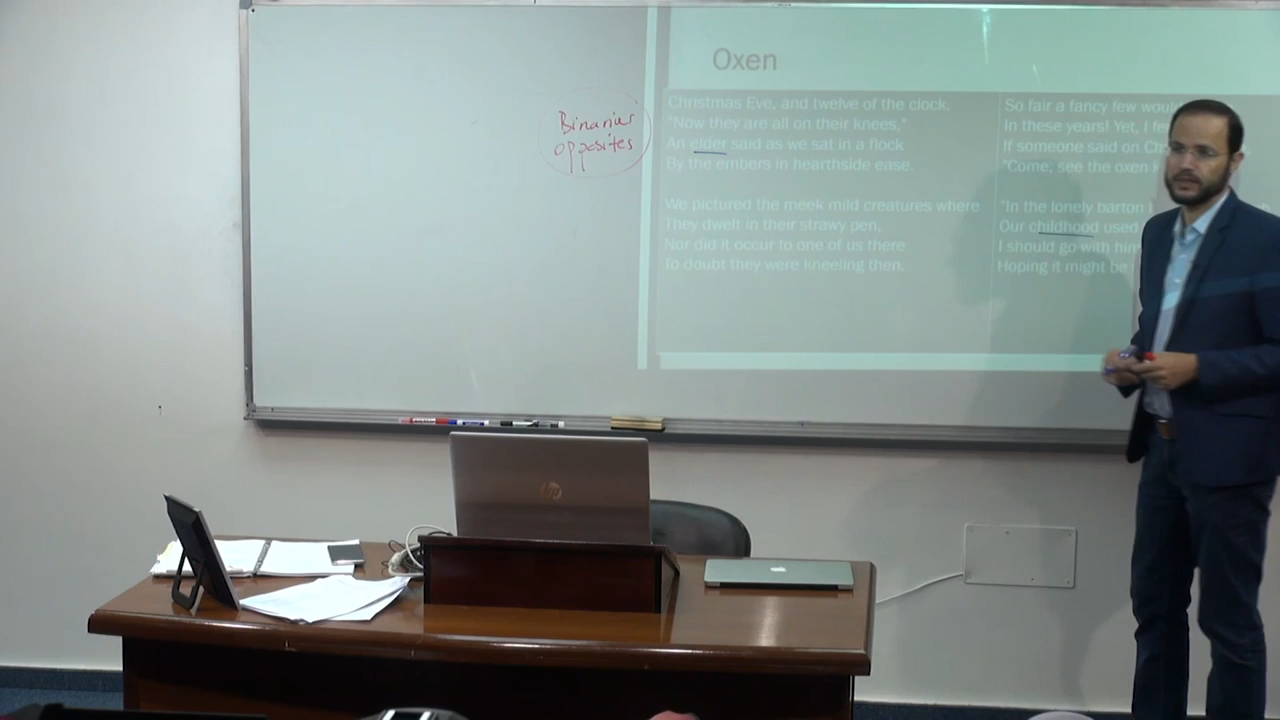 Oxen
Binaries
opposites
Christmas Eve, and twelve of the clock.
"Now they are all on their knees,"
An elder said as we sat in a flock
By the embers in hearthside ease.
We pictured the meek mild creatures where
They dwelt in their strawy pen,
Nor did it occur to one of us there
To doubt they were kneeling then.
So fair a fancy few would
In these years! Yet, I
If someone said on
"Come; see the oxen
"In the lonely barton
Our childhood used
I should go with him
Hoping it might be
hp